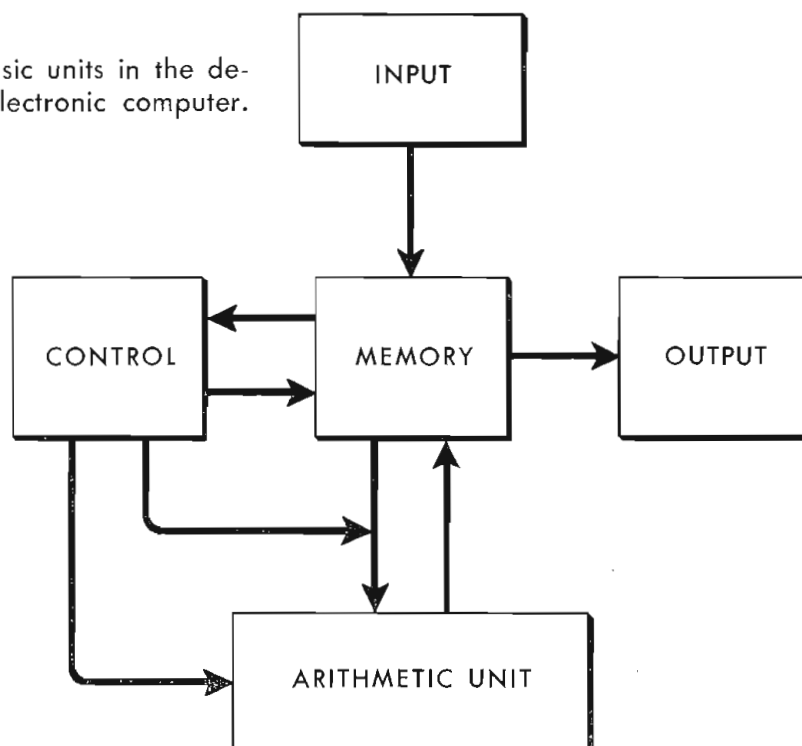 sic units in the de-
lectronic computer.
INPUT
CONTROL
MEMORY
OUTPUT
ARITHMETIC UNIT